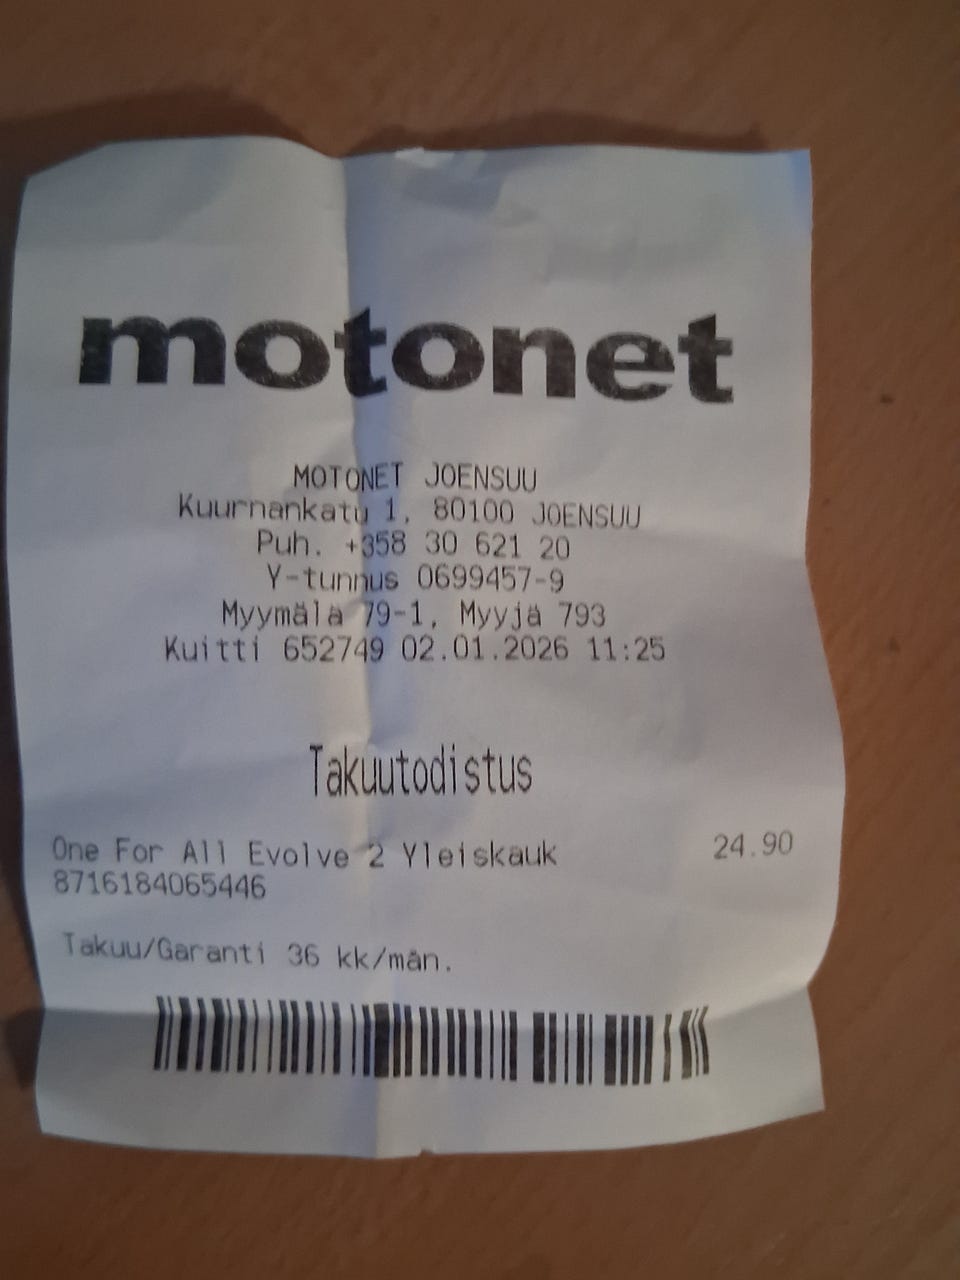 motonet
MOTONET JOENSUU
Kuurnankatu 1, 80100 JOENSUU
Puh. +358 30 621 20
Y-tunnus 0699457-9
Myymälä 79-1, Myyjä 793
Kuitti 652749 02.01.2026 11:25
Takuutodistus
One For All Evolve 2 Yleiskauk 24.90
8716184065446
Takuu/Garanti 36 kk/mån.